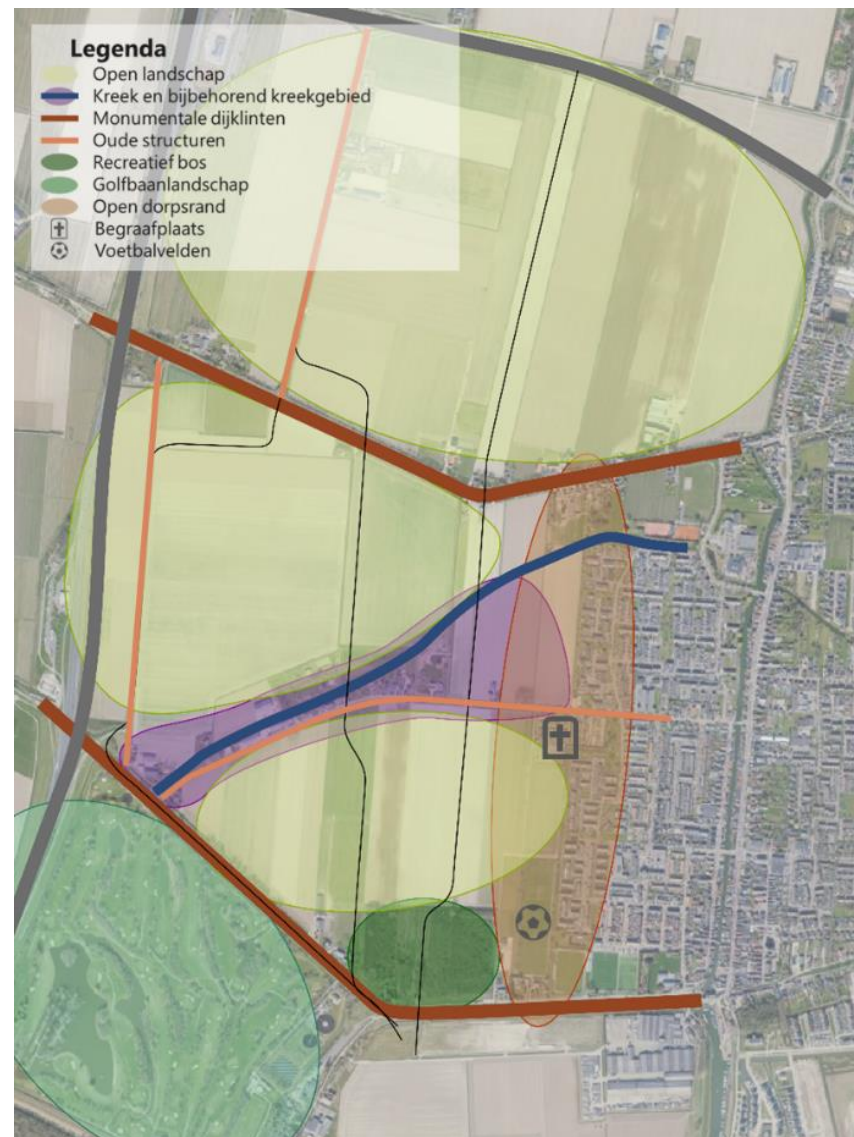 Legenda
Open landschap
Kreek en bijbehorend kreekgebied
Monumentale dijklinten
Oude structuren
Recreatief bos
Golfbaanlandschap
Open dorpsrand
Begraafplaats
Voetbalvelden